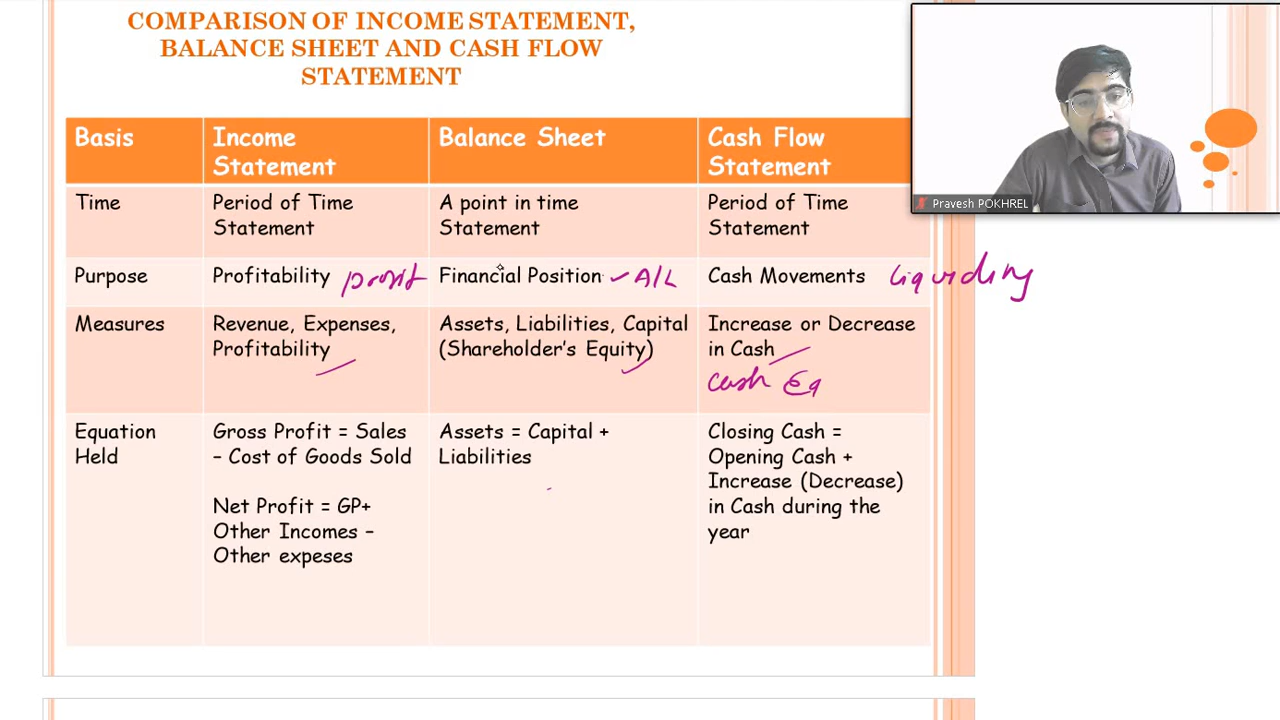 COMPARISON OF INCOME STATEMENT,
BALANCE SHEET AND CASH FLOW
STATEMENT
Pravesh POKHREL
Basis
Income
Statement
Balance Sheet
Cash Flow
Statement
Time
Period of Time
Statement
A point in time
Statement
Period of Time
Statement
Purpose
Profitability profit
Financial Position A/L
Cash Movements
Measures
Revenue, Expenses,
Profitability
Assets, Liabilities, Capital
(Shareholder's Equity)
Increase or Decrease
in Cash
Cash Eq
Equation
Held
Gross Profit = Sales
– Cost of Goods Sold
Net Profit = GP+
Other Incomes –
Other expeses
Assets = Capital +
Liabilities
Closing Cash =
Opening Cash +
Increase (Decrease)
in Cash during the
year